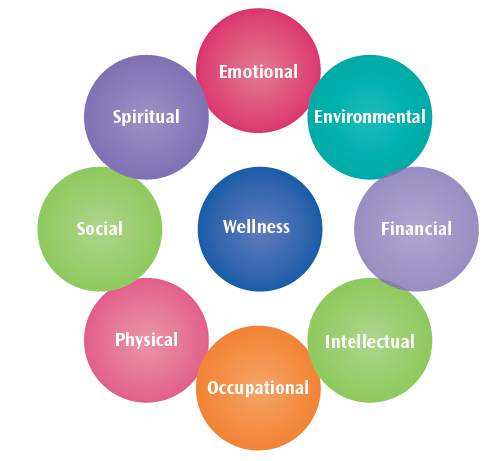 Emotional
Spiritual
Environmental
Social
Wellness
Financial
Physical
Intellectual
Occupational